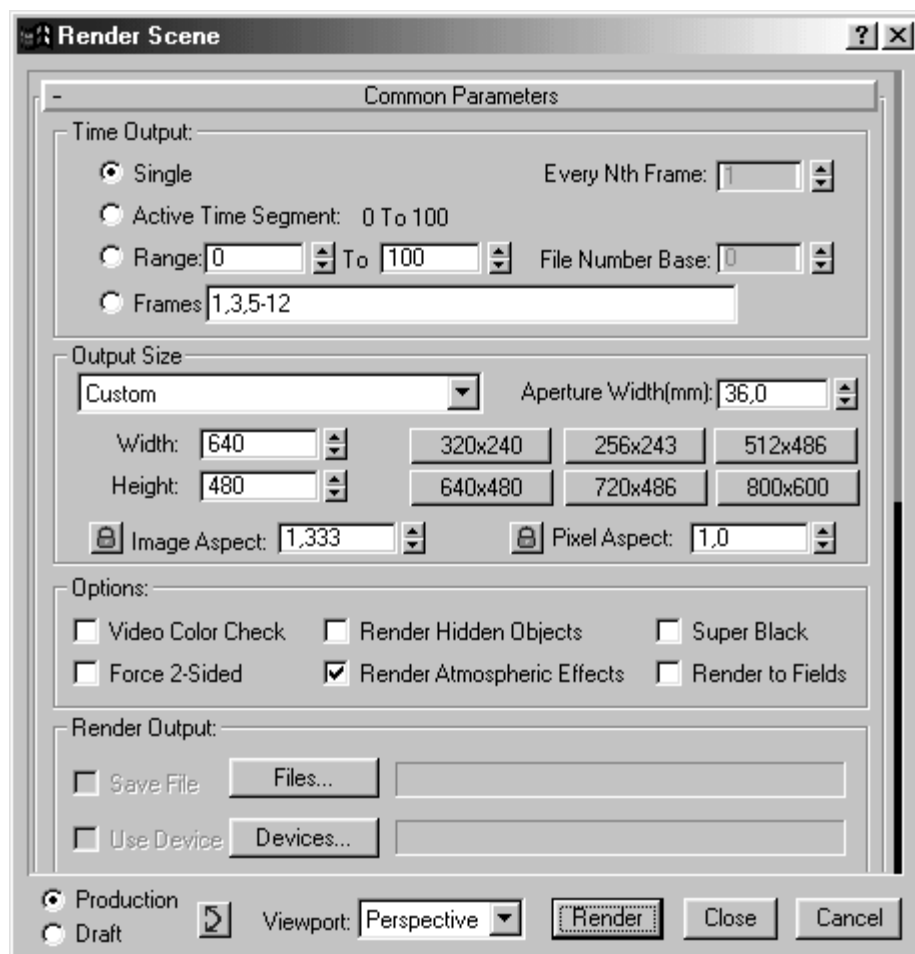 Render Scene
- Common Parameters
Time Output:
Single Every Nth Frame: 1
Active Time Segment: 0 To 100
Range: 0 To 100 File Number Base: 0
Frames 1,3,5-12
Output Size
Custom Aperture Width(mm): 36,0
Width: 640 320x240 256x243 512x486
Height: 480 640x480 720x486 800x600
Image Aspect: 1,333 Pixel Aspect: 1,0
Options:
Video Color Check Render Hidden Objects Super Black
Force 2-Sided Render Atmospheric Effects Render to Fields
Render Output:
Save File Files...
Use Device Devices...
Production
Draft
Viewport: Perspective Render Close Cancel